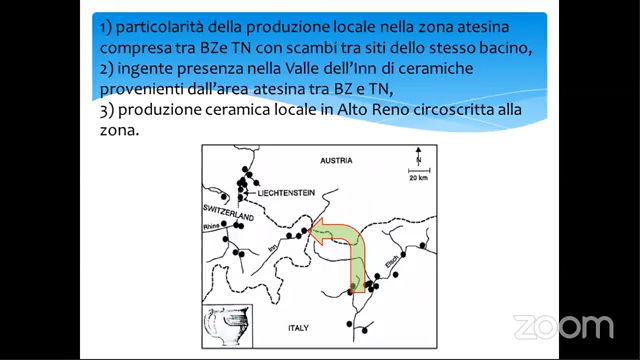 1) particolarità della produzione locale nella zona atesina
compresa tra BZe TN con scambi tra siti dello stesso bacino,
2) ingente presenza nella Valle dell'Inn di ceramiche
provenienti dall'area atesina tra BZ e TN,
3) produzione ceramica locale in Alto Reno circoscritta alla
zona.
AUSTRIA
N
20 km
LIECHTENSTEIN
SWITZERLAND
Rhine
Inn
Etsch
ITALY
zoom